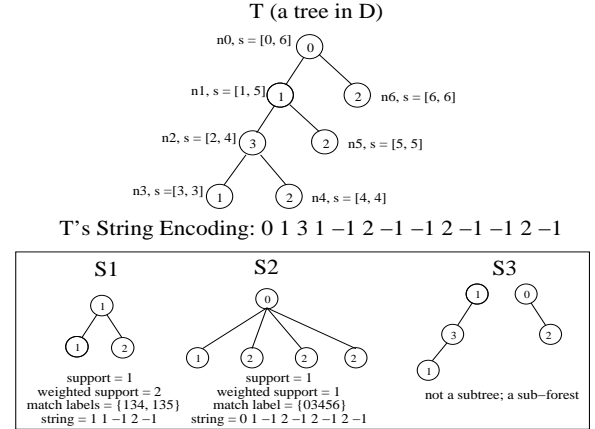 T (a tree in D)
n0, s = [0, 6]
0
n1, s = [1, 5]
1
2
n6, s = [6, 6]
n2, s = [2, 4]
3
2
n5, s = [5, 5]
n3, s =[3, 3]
1
2
n4, s = [4, 4]
T's String Encoding: 0 1 3 1 −1 2 −1 −1 2 −1 −1 2 −1
S1
1
1
2
support = 1
weighted support = 2
match labels = {134, 135}
string = 1 1 −1 2 −1
S2
0
1
2
2
2
support = 1
weighted support = 1
match label = {03456}
string = 0 1 −1 2 −1 2 −1 2 −1
S3
1
0
3
2
1
not a subtree; a sub−forest